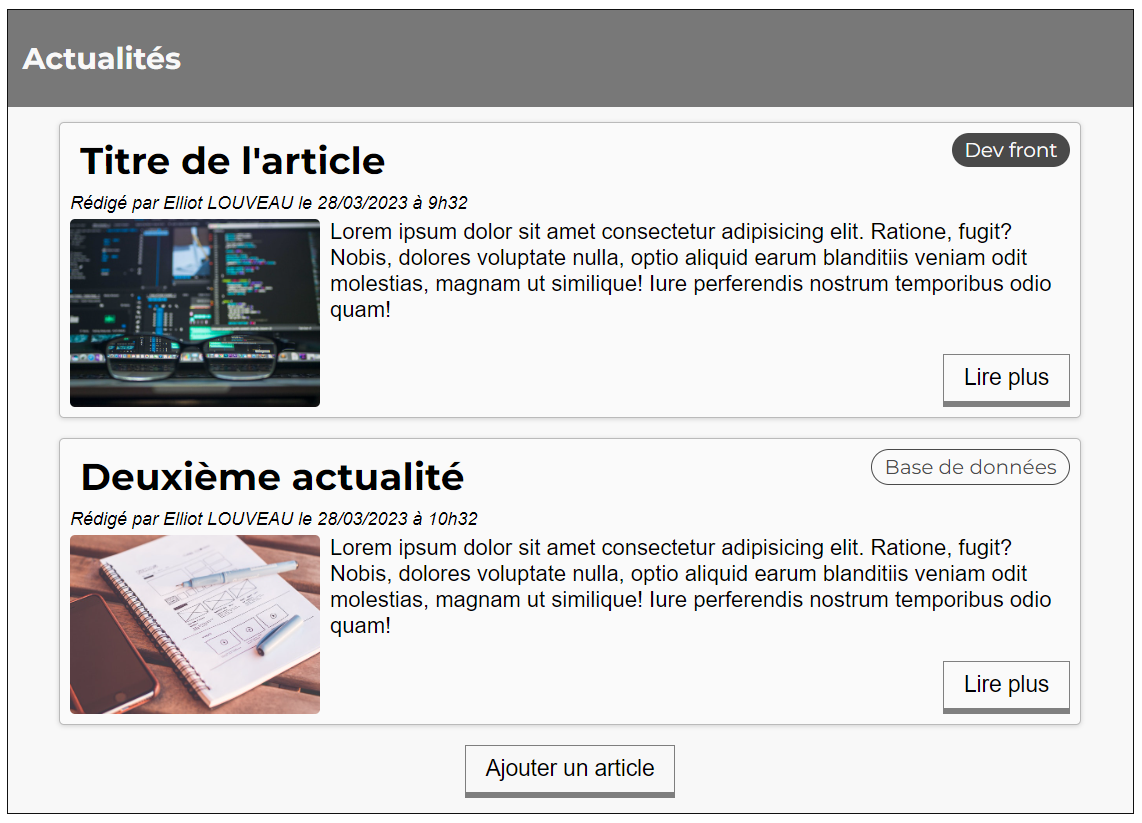 Actualités
Titre de l'article
Dev front
Rédigé par Elliot LOUVEAU le 28/03/2023 à 9h32
Lorem ipsum dolor sit amet consectetur adipisicing elit. Ratione, fugit?
Nobis, dolores voluptate nulla, optio aliquid earum blanditiis veniam odit
molestias, magnam ut similique! Iure perferendis nostrum temporibus odio
quam!
Lire plus
Deuxième actualité
Base de données
Rédigé par Elliot LOUVEAU le 28/03/2023 à 10h32
Lorem ipsum dolor sit amet consectetur adipisicing elit. Ratione, fugit?
Nobis, dolores voluptate nulla, optio aliquid earum blanditiis veniam odit
molestias, magnam ut similique! Iure perferendis nostrum temporibus odio
quam!
Lire plus
Ajouter un article